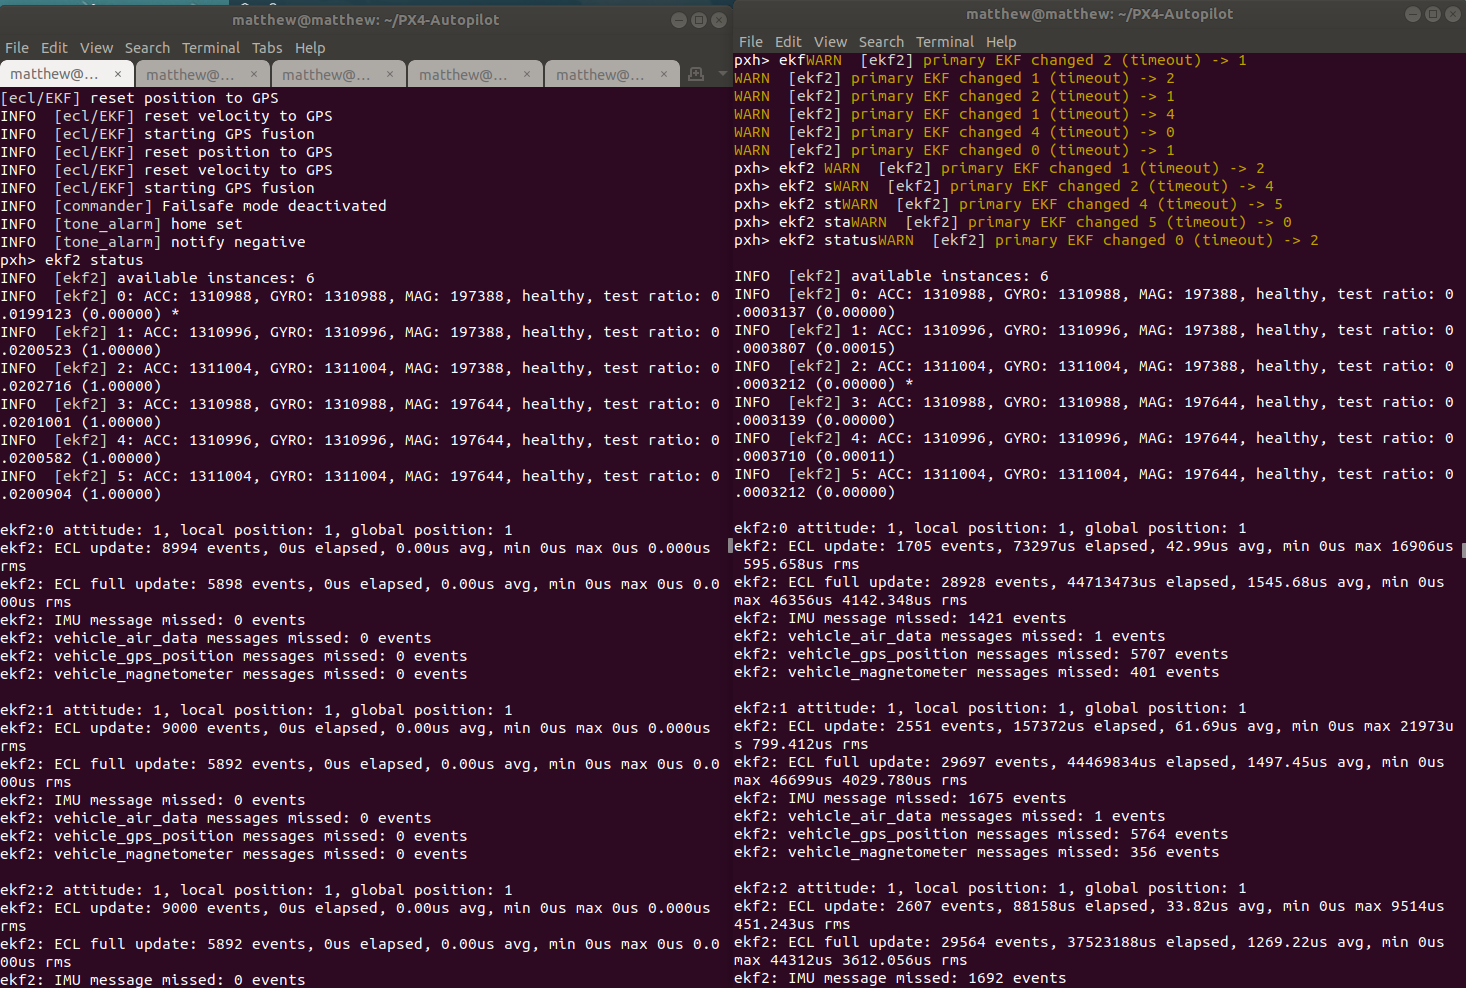 matthew@matthew: ~/PX4-Autopilot
File Edit View Search Terminal Tabs Help
matthew@... × matthew@... × matthew@... × matthew@... × matthew@... ×
[ecl/EKF] reset position to GPS
INFO  [ecl/EKF] reset velocity to GPS
INFO  [ecl/EKF] starting GPS fusion
INFO  [ecl/EKF] reset position to GPS
INFO  [ecl/EKF] reset velocity to GPS
INFO  [ecl/EKF] starting GPS fusion
INFO  [commander] Failsafe mode deactivated
INFO  [tone_alarm] home set
INFO  [tone_alarm] notify negative
pxh> ekf2 status
INFO  [ekf2] available instances: 6
INFO  [ekf2] 0: ACC: 1310988, GYRO: 1310988, MAG: 197388, healthy, test ratio: 0
.0199123 (0.00000) *
INFO  [ekf2] 1: ACC: 1310996, GYRO: 1310996, MAG: 197388, healthy, test ratio: 0
.0200523 (1.00000)
INFO  [ekf2] 2: ACC: 1311004, GYRO: 1311004, MAG: 197388, healthy, test ratio: 0
.0202716 (1.00000)
INFO  [ekf2] 3: ACC: 1310988, GYRO: 1310988, MAG: 197644, healthy, test ratio: 0
.0201001 (1.00000)
INFO  [ekf2] 4: ACC: 1310996, GYRO: 1310996, MAG: 197644, healthy, test ratio: 0
.0200582 (1.00000)
INFO  [ekf2] 5: ACC: 1311004, GYRO: 1311004, MAG: 197644, healthy, test ratio: 0
.0200904 (1.00000)
ekf2:0 attitude: 1, local position: 1, global position: 1
ekf2: ECL update: 8994 events, 0us elapsed, 0.00us avg, min 0us max 0us 0.000us
rms
ekf2: ECL full update: 5898 events, 0us elapsed, 0.00us avg, min 0us max 0us 0.0
00us rms
ekf2: IMU message missed: 0 events
ekf2: vehicle_air_data messages missed: 0 events
ekf2: vehicle_gps_position messages missed: 0 events
ekf2: vehicle_magnetometer messages missed: 0 events
ekf2:1 attitude: 1, local position: 1, global position: 1
ekf2: ECL update: 9000 events, 0us elapsed, 0.00us avg, min 0us max 0us 0.000us
rms
ekf2: ECL full update: 5892 events, 0us elapsed, 0.00us avg, min 0us max 0us 0.0
00us rms
ekf2: IMU message missed: 0 events
ekf2: vehicle_air_data messages missed: 0 events
ekf2: vehicle_gps_position messages missed: 0 events
ekf2: vehicle_magnetometer messages missed: 0 events
ekf2:2 attitude: 1, local position: 1, global position: 1
ekf2: ECL update: 9000 events, 0us elapsed, 0.00us avg, min 0us max 0us 0.000us
rms
ekf2: ECL full update: 5892 events, 0us elapsed, 0.00us avg, min 0us max 0us 0.0
00us rms
ekf2: IMU message missed: 0 events
matthew@matthew: ~/PX4-Autopilot
File Edit View Search Terminal Help
pxh> ekfWARN  [ekf2] primary EKF changed 2 (timeout) -> 1
WARN  [ekf2] primary EKF changed 1 (timeout) -> 2
WARN  [ekf2] primary EKF changed 2 (timeout) -> 1
WARN  [ekf2] primary EKF changed 1 (timeout) -> 4
WARN  [ekf2] primary EKF changed 4 (timeout) -> 0
WARN  [ekf2] primary EKF changed 0 (timeout) -> 1
pxh> ekf2 WARN  [ekf2] primary EKF changed 1 (timeout) -> 2
pxh> ekf2 sWARN  [ekf2] primary EKF changed 2 (timeout) -> 4
pxh> ekf2 stWARN  [ekf2] primary EKF changed 4 (timeout) -> 5
pxh> ekf2 staWARN  [ekf2] primary EKF changed 5 (timeout) -> 0
pxh> ekf2 statusWARN  [ekf2] primary EKF changed 0 (timeout) -> 2
INFO  [ekf2] available instances: 6
INFO  [ekf2] 0: ACC: 1310988, GYRO: 1310988, MAG: 197388, healthy, test ratio: 0
.0003137 (0.00000)
INFO  [ekf2] 1: ACC: 1310996, GYRO: 1310996, MAG: 197388, healthy, test ratio: 0
.0003807 (0.00015)
INFO  [ekf2] 2: ACC: 1311004, GYRO: 1311004, MAG: 197388, healthy, test ratio: 0
.0003212 (0.00000) *
INFO  [ekf2] 3: ACC: 1310988, GYRO: 1310988, MAG: 197644, healthy, test ratio: 0
.0003139 (0.00000)
INFO  [ekf2] 4: ACC: 1310996, GYRO: 1310996, MAG: 197644, healthy, test ratio: 0
.0003710 (0.00011)
INFO  [ekf2] 5: ACC: 1311004, GYRO: 1311004, MAG: 197644, healthy, test ratio: 0
.0003212 (0.00000)
ekf2:0 attitude: 1, local position: 1, global position: 1
ekf2: ECL update: 1705 events, 73297us elapsed, 42.99us avg, min 0us max 16906us
595.658us rms
ekf2: ECL full update: 28928 events, 44713473us elapsed, 1545.68us avg, min 0us
max 46356us 4142.348us rms
ekf2: IMU message missed: 1421 events
ekf2: vehicle_air_data messages missed: 1 events
ekf2: vehicle_gps_position messages missed: 5707 events
ekf2: vehicle_magnetometer messages missed: 401 events
ekf2:1 attitude: 1, local position: 1, global position: 1
ekf2: ECL update: 2551 events, 157372us elapsed, 61.69us avg, min 0us max 21973u
s 799.412us rms
ekf2: ECL full update: 29697 events, 44469834us elapsed, 1497.45us avg, min 0us
max 46699us 4029.780us rms
ekf2: IMU message missed: 1675 events
ekf2: vehicle_air_data messages missed: 1 events
ekf2: vehicle_gps_position messages missed: 5764 events
ekf2: vehicle_magnetometer messages missed: 356 events
ekf2:2 attitude: 1, local position: 1, global position: 1
ekf2: ECL update: 2607 events, 88158us elapsed, 33.82us avg, min 0us max 9514us
451.243us rms
ekf2: ECL full update: 29564 events, 37523188us elapsed, 1269.22us avg, min 0us
max 44312us 3612.056us rms
ekf2: IMU message missed: 1692 events